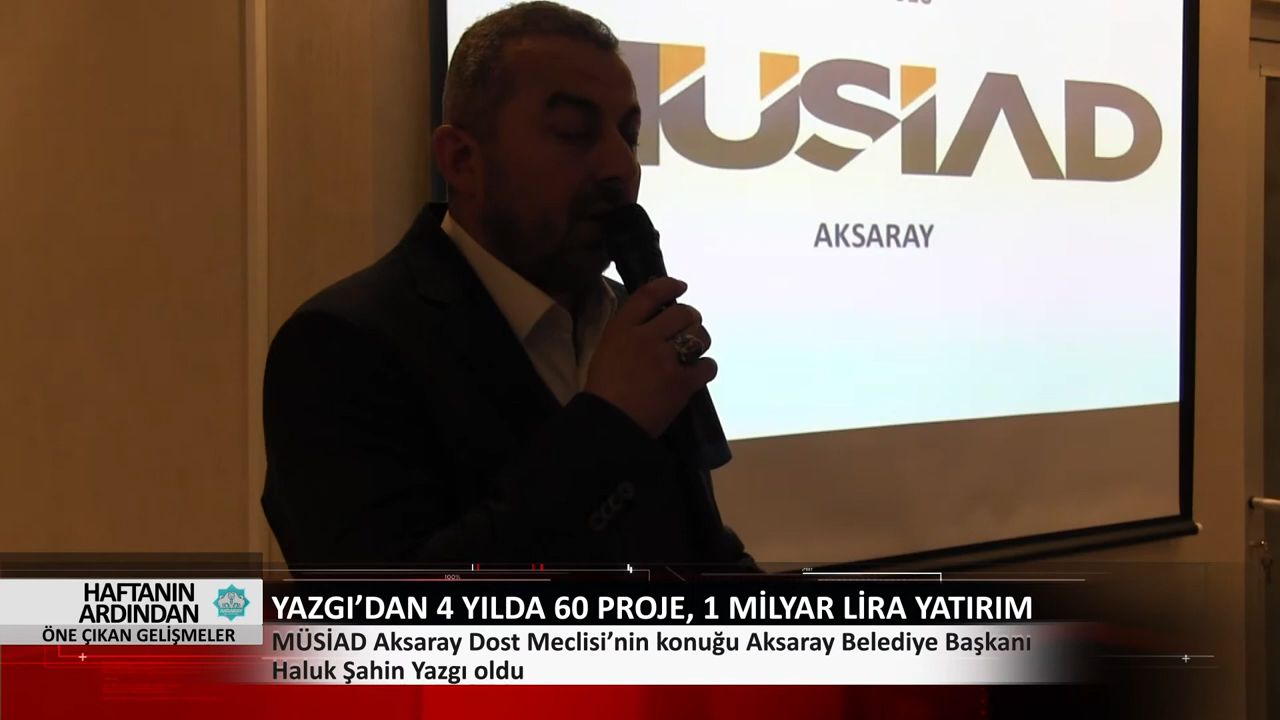 MÜSİAD
AKSARAY
HAFTANIN
ARDINDAN
ÖNE ÇIKAN GELİŞMELER
100%
YAZGI’DAN 4 YILDA 60 PROJE, 1 MİLYAR LİRA YATIRIM
MÜSİAD Aksaray Dost Meclisi’nin konuğu Aksaray Belediye Başkanı
Haluk Şahin Yazgı oldu